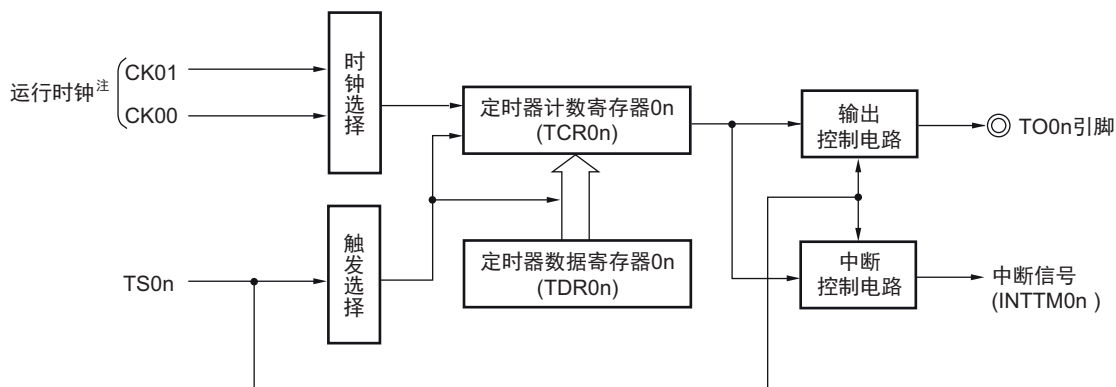 运行时钟注
CK01
CK00
时钟选择
定时器计数寄存器0n
(TCR0n)
输出
控制电路
TO0n引脚
TS0n
触发选择
定时器数据寄存器0n
(TDR0n)
中断
控制电路
中断信号
(INTTM0n )